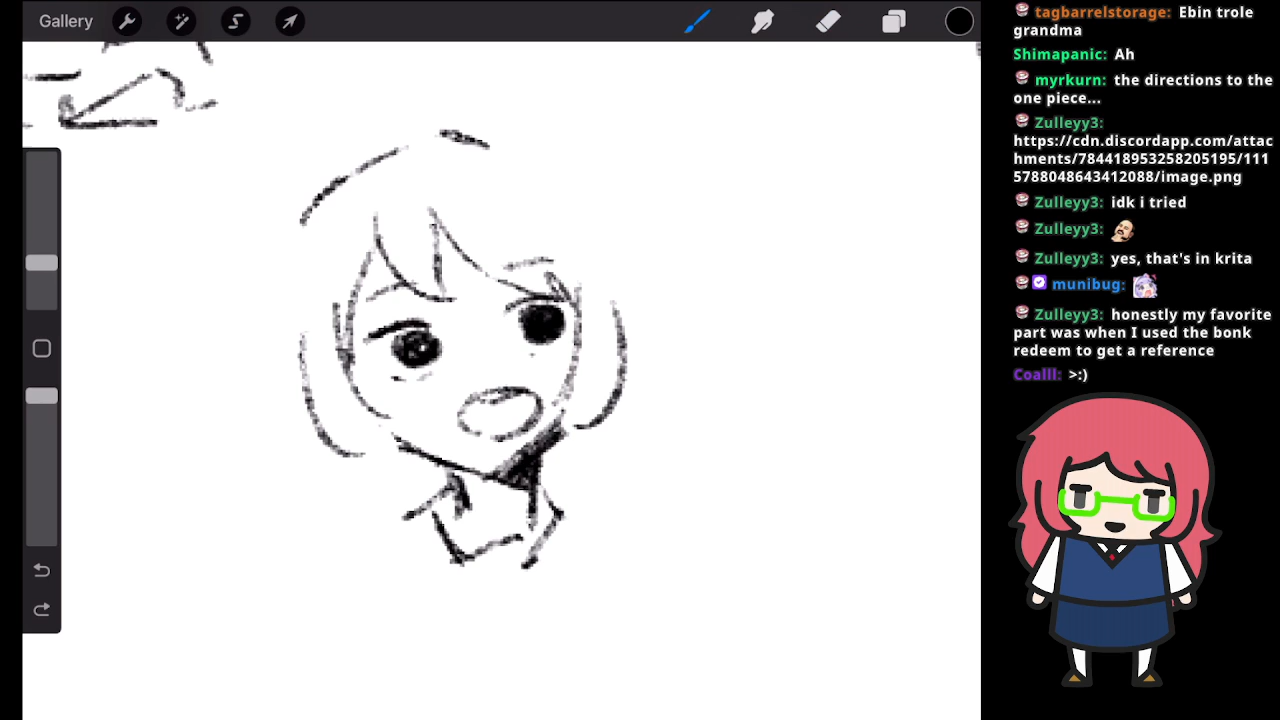 Gallery
tagbarrelstorage: Ebin trole
grandma
Shimapanic: Ah
myrkurn: the directions to the
one piece...
Zulleyy3:
https://cdn.discordapp.com/attac
hments/784418953258205195/111
5788048643412088/image.png
Zulleyy3: idk i tried
Zulleyy3:
Zulleyy3: yes, that's in krita
munibug:
Zulleyy3: honestly my favorite
part was when I used the bonk
redeem to get a reference
Coalll: >:)